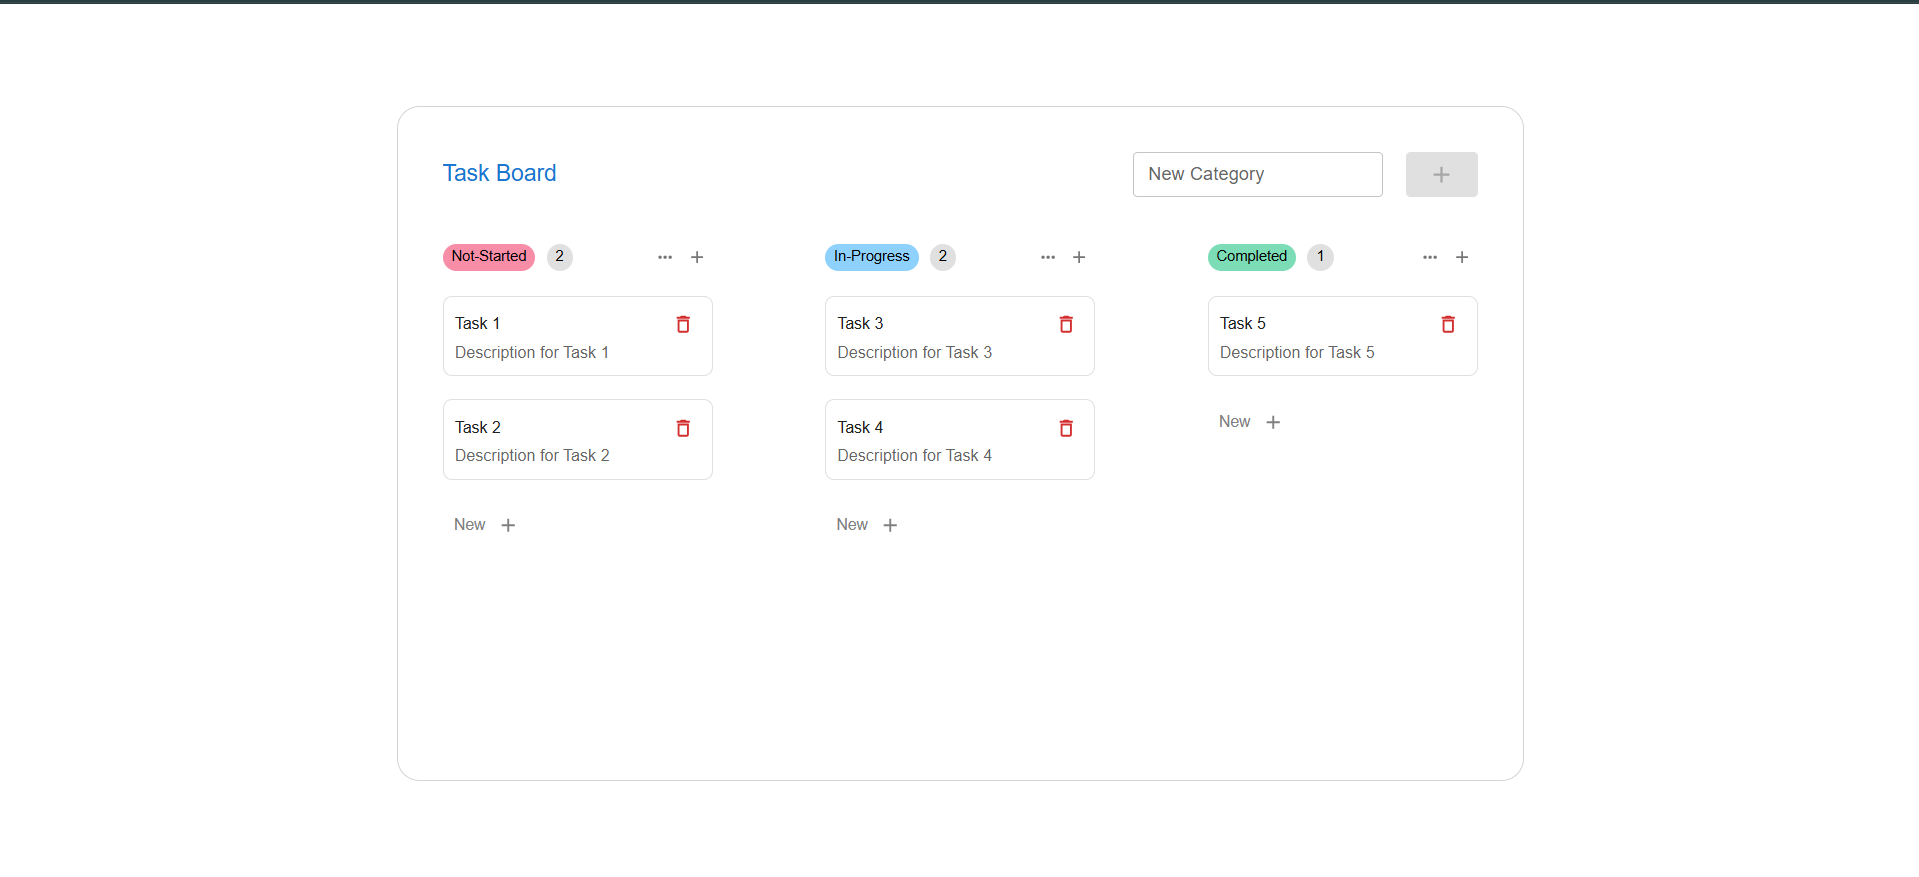 Task Board
New Category
Not-Started 2
In-Progress 2
Completed 1
Task 1
Description for Task 1
Task 2
Description for Task 2
New
Task 3
Description for Task 3
Task 4
Description for Task 4
New
Task 5
Description for Task 5
New